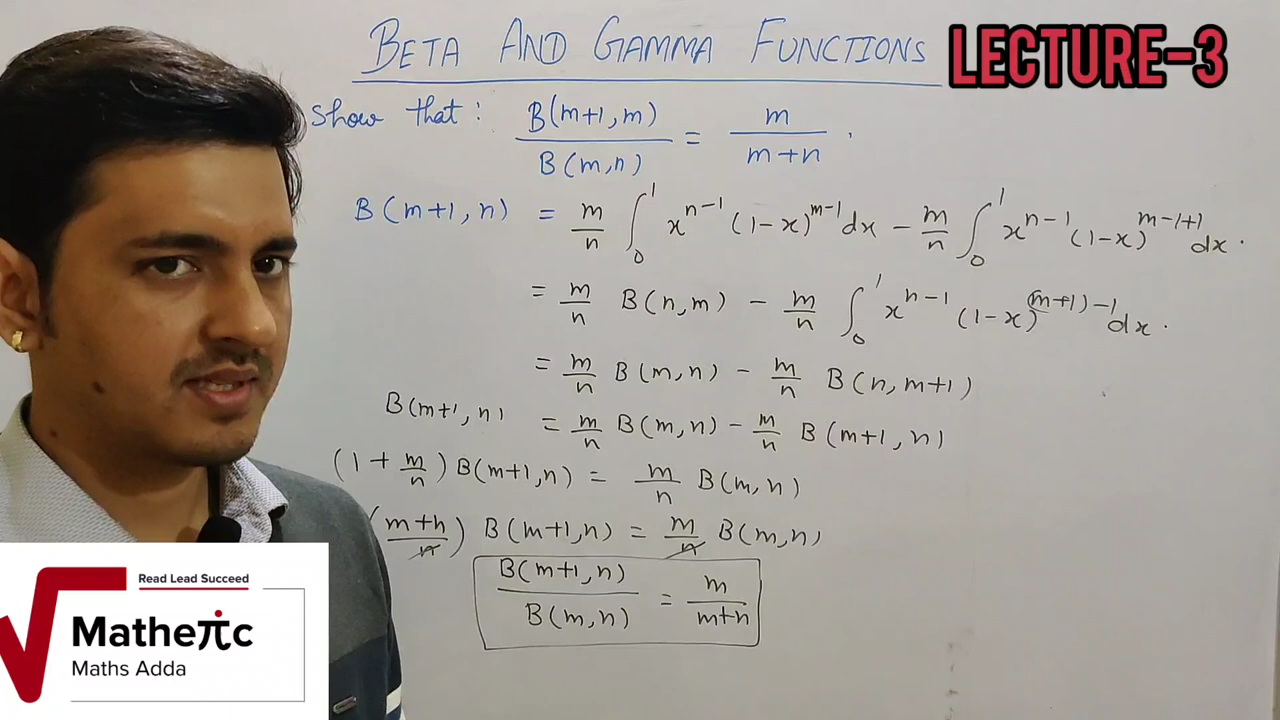 BETA AND GAMMA FUNCTIONS LECTURE-3
Show that: B(m+1, m) / B(m,n) = m / m+n .
B(m+1, n) = m/n ∫₀¹ x^{n-1} (1-x)^{m-1} dx - m/n ∫₀¹ x^{n-1} (1-x)^{m-1+1} dx.
= m/n B(n,m) - m/n ∫₀¹ x^{n-1} (1-x)^{(m+1)-1} dx.
= m/n B(m,n) - m/n B(n, m+1)
B(m+1, n) = m/n B(m,n) - m/n B(m+1, n)
(1 + m/n) B(m+1,n) = m/n B(m,n)
(m+n/n) B(m+1,n) = m/n B(m,n)
B(m+1, n) / B(m,n) = m / m+n
Read Lead Succeed
Matheπc
Maths Adda